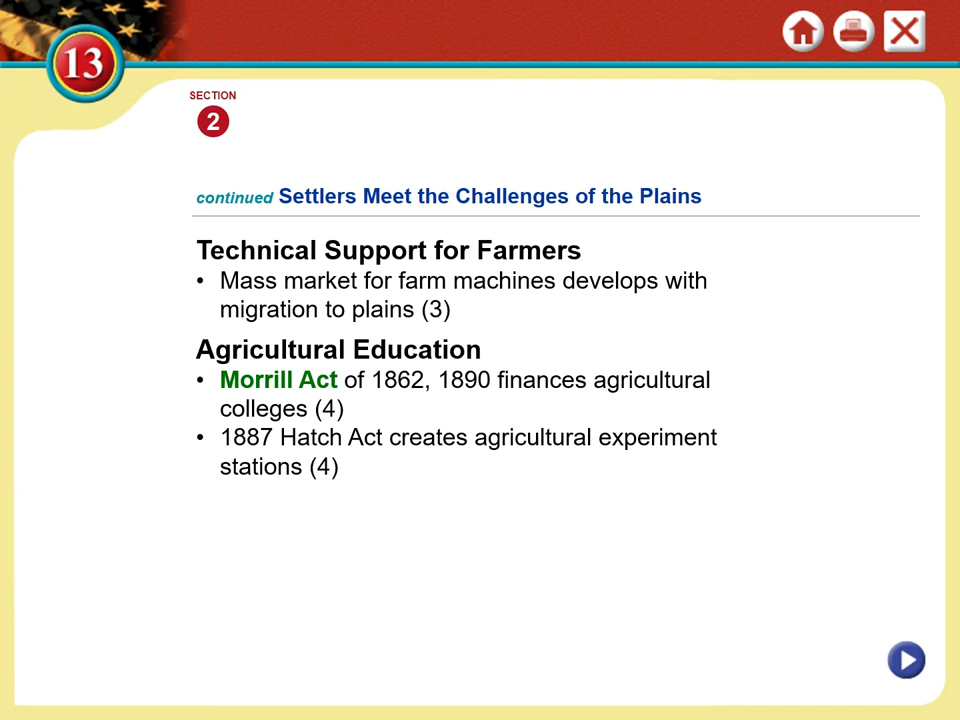 13
SECTION
2
continued Settlers Meet the Challenges of the Plains
Technical Support for Farmers
• Mass market for farm machines develops with
migration to plains (3)
Agricultural Education
• Morrill Act of 1862, 1890 finances agricultural
colleges (4)
• 1887 Hatch Act creates agricultural experiment
stations (4)